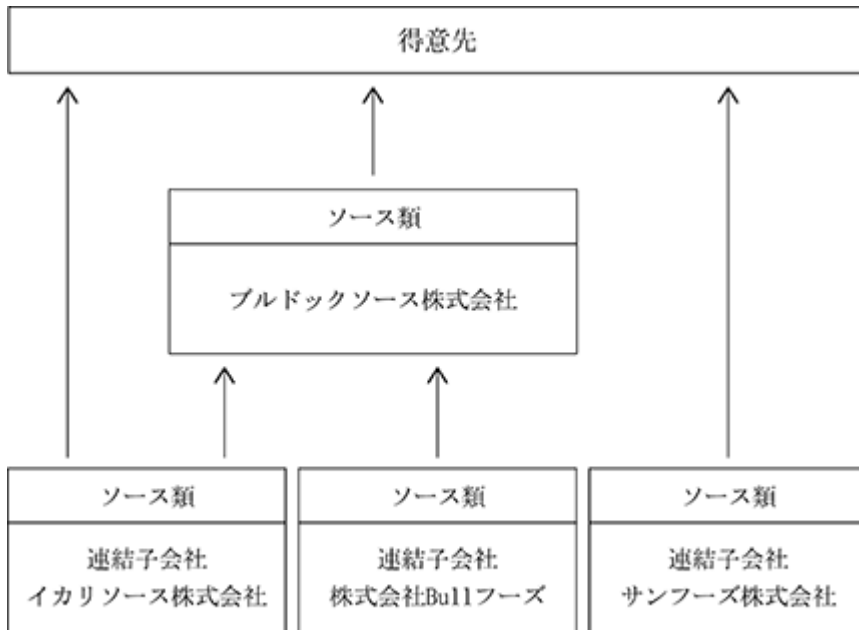 得意先
ソース類
ブルドックソース株式会社
ソース類
連結子会社
イカリソース株式会社
ソース類
連結子会社
株式会社Bullフーズ
ソース類
連結子会社
サンフーズ株式会社